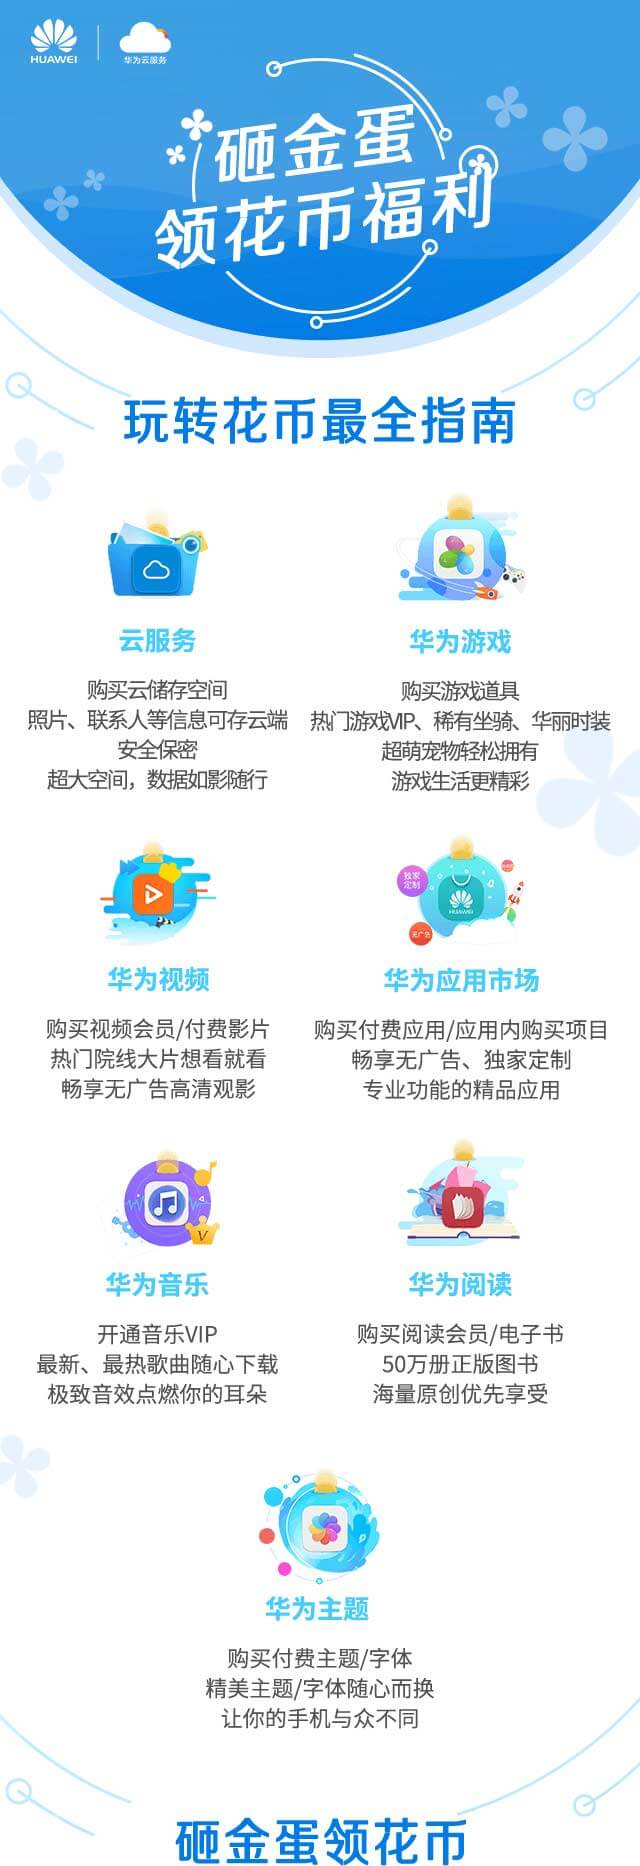 HUAWEI
华为云服务
砸金蛋
领花币福利
玩转花币最全指南
云服务
购买云储存空间
照片、联系人等信息可存云端
安全保密
超大空间，数据如影随行
华为游戏
购买游戏道具
热门游戏VIP、稀有坐骑、华丽时装
超萌宠物轻松拥有
游戏生活更精彩
华为视频
购买视频会员/付费影片
热门院线大片想看就看
畅享无广告高清观影
独家
定制
HUAWEI
无广告
华为应用市场
购买付费应用/应用内购买项目
畅享无广告、独家定制
专业功能的精品应用
V
华为音乐
开通音乐VIP
最新、最热歌曲随心下载
极致音效点燃你的耳朵
华为阅读
购买阅读会员/电子书
50万册正版图书
海量原创优先享受
华为主题
购买付费主题/字体
精美主题/字体随心而换
让你的手机与众不同
砸金蛋领花币